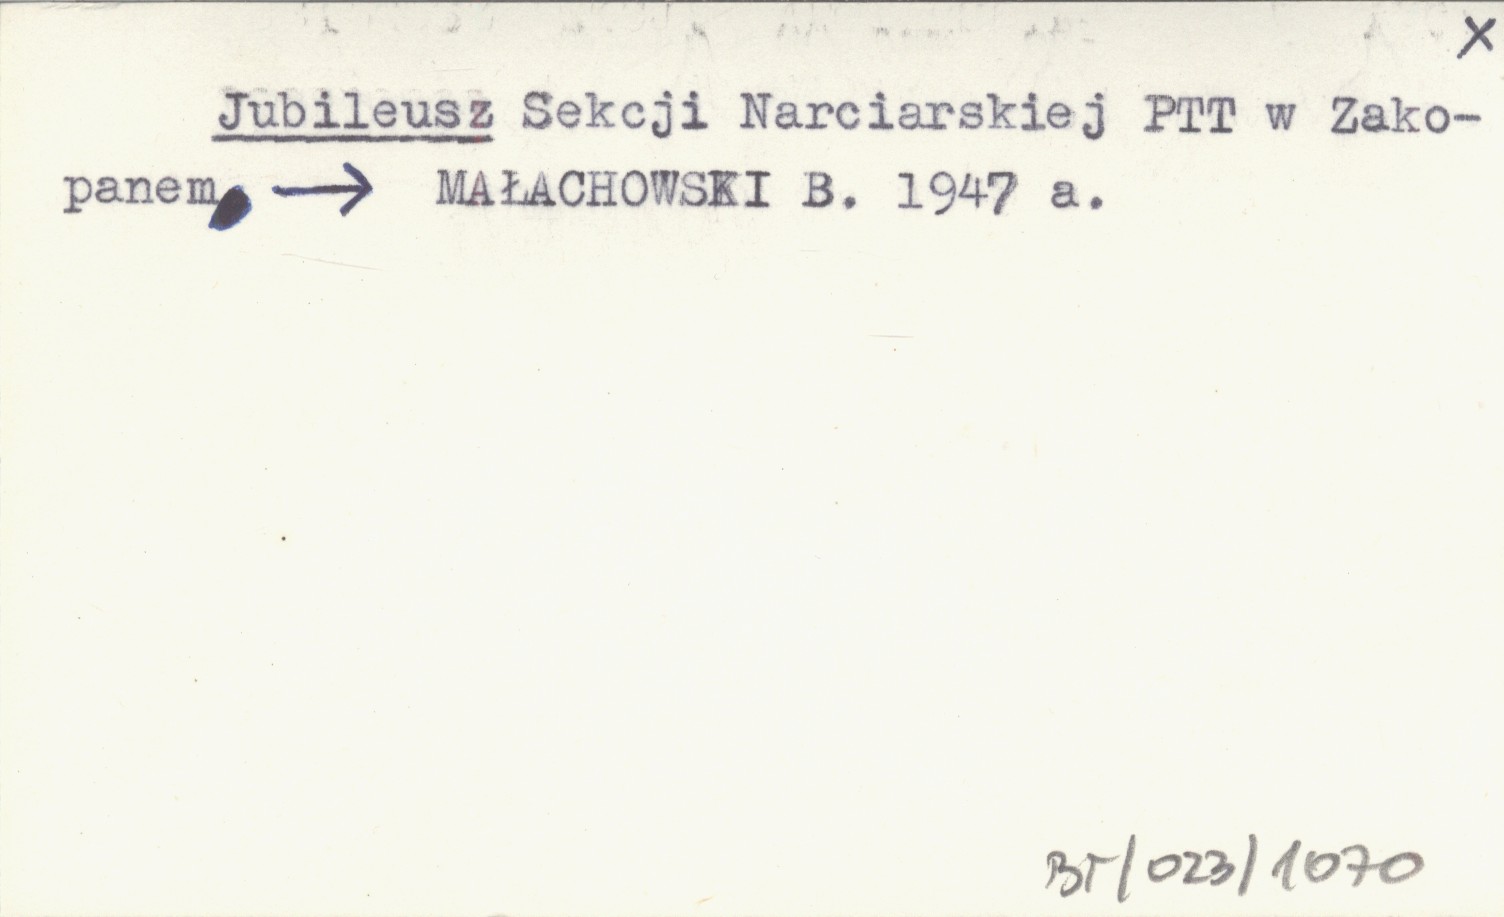 X
Jubileusz Sekcji Narciarskiej PTT w Zako-
panem, → MAŁACHOWSKI B. 1947 a.
BT/023/1070